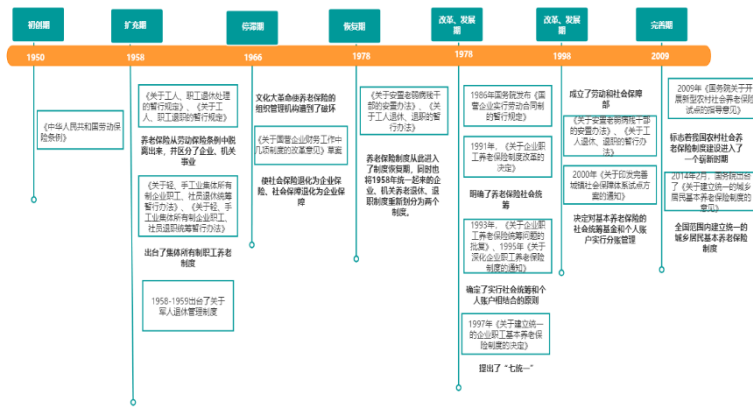 初创期
扩充期
停滞期
恢复期
改革、发展
期
改革、发展
期
完善期
1950
1958
1966
1978
1978
1998
2009
《中华人民共和国劳动保
险条例》
《关于工人、职工退休处理
的暂行规定》、《关于工
人、职工退职的暂行规定》
养老保险从劳动保险条例中脱
离出来，并区分了企业、机关
事业
《关于轻、手工业集体所有
制企业职工、社员退休统筹
暂行办法》、《关于轻、手
工业集体所有制企业职工、
社员退职统筹暂行办法》
出台了集体所有制职工养老
制度
1958-1959出台了关于
军人退休管理制度
文化大革命使养老保险的
组织管理机构遭到了破坏
《关于国营企业财务工作中
几项制度的改革意见》草案
使社会保险退化为企业保
险、社会保障退化为企业保
障
《关于安置老弱病残干
部的安置办法》、《关
于工人退休、退职的暂
行办法》
养老保险制度从此进入
了制度恢复期，同时也
将1958年统一起来的企
业、机关养老退休、退
职制度重新划分为两个
制度。
1986年国务院发布《国
营企业实行劳动合同制
的暂行规定》
1991年、《关于企业职
工养老保险制度改革的
决定》
明确了养老保险社会统
筹
1993年、《关于企业职
工养老保险统筹问题的
批复》、1995年《关于
深化企业职工养老保险
制度的通知》
确定了实行社会统筹和个
人账户相结合的原则
1997年《关于建立统一
的企业职工基本养老保
险制度的决定》
提出了“七统一”
成立了劳动和社会保障
部
《关于安置老弱病残干部
的安置办法》、《关于工
人退休、退职的暂行办法》
2000年《关于印发完善
城镇社会保障体系试点方
案的通知》
决定对基本养老保险的
社会统筹基金和个人账
户实行分账管理
2009年《国务院关于开
展新型农村社会养老保险
试点的指导意见》
标志着我国农村社会养
老保险制度建设进入了
一个崭新时期
2014年2月，国务院出台
了《关于建立统一的城乡
居民基本养老保险制度的
意见》
全国范围内建立统一的
城乡居民基本养老保险
制度